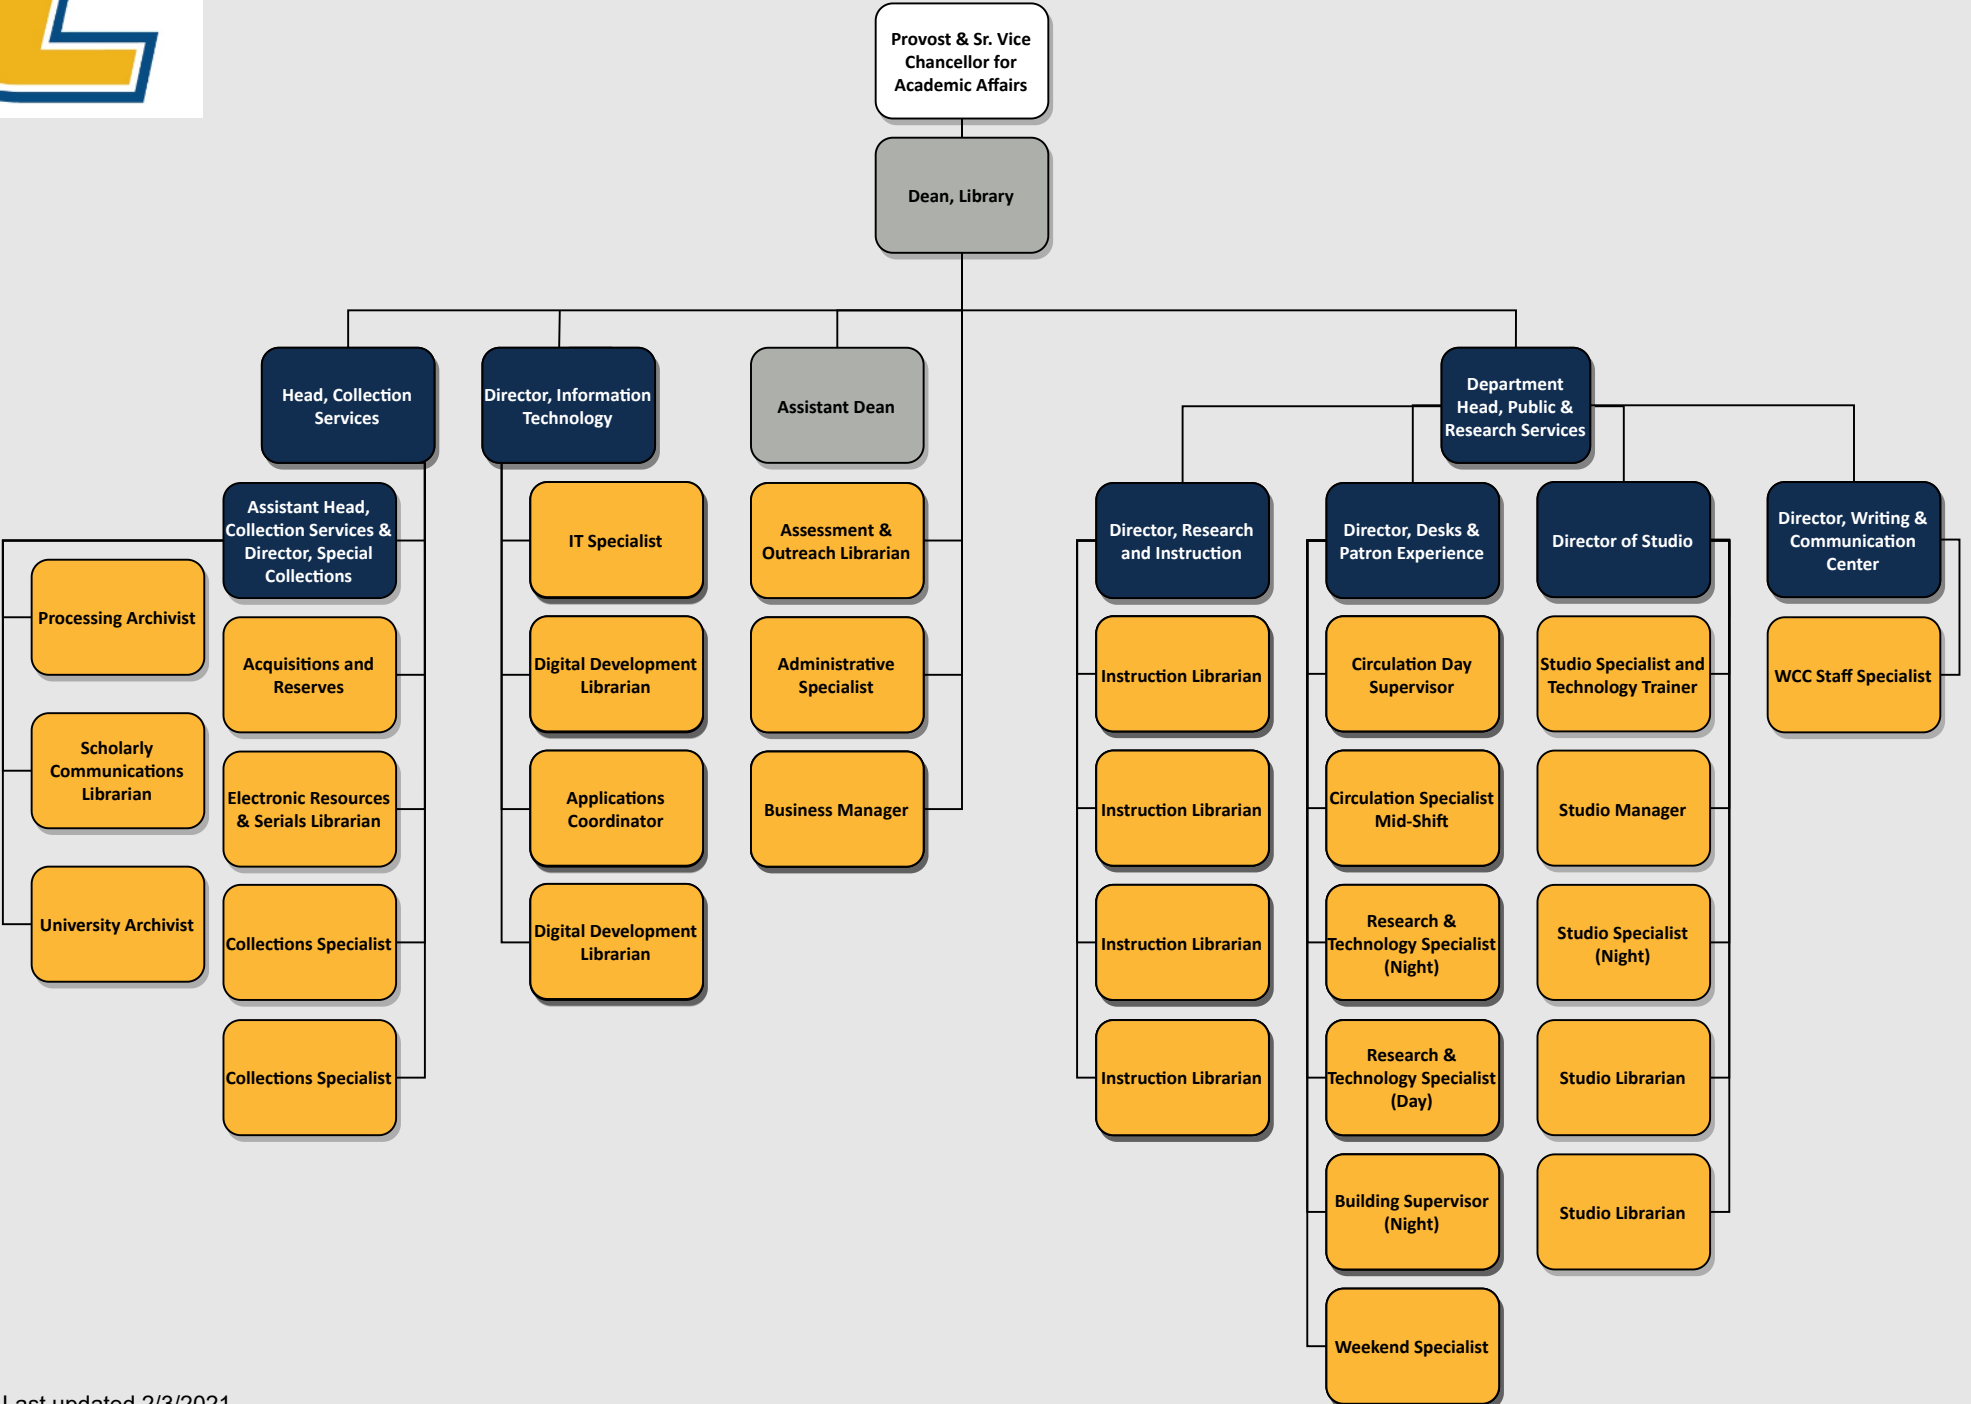 Provost & Sr. Vice
Chancellor for
Academic Affairs
Dean, Library
Head, Collection
Services
Director, Information
Technology
Assistant Dean
Department
Head, Public &
Research Services
Assistant Head,
Collection Services &
Director, Special
Collections
Processing Archivist
Scholarly
Communications
Librarian
University Archivist
Acquisitions and
Reserves
Electronic Resources
& Serials Librarian
Collections Specialist
Collections Specialist
IT Specialist
Digital Development
Librarian
Applications
Coordinator
Digital Development
Librarian
Assessment &
Outreach Librarian
Administrative
Specialist
Business Manager
Director, Research
and Instruction
Instruction Librarian
Instruction Librarian
Instruction Librarian
Instruction Librarian
Director, Desks &
Patron Experience
Circulation Day
Supervisor
Circulation Specialist
Mid-Shift
Research &
Technology Specialist
(Night)
Research &
Technology Specialist
(Day)
Building Supervisor
(Night)
Weekend Specialist
Director of Studio
Studio Specialist and
Technology Trainer
Studio Manager
Studio Specialist
(Night)
Studio Librarian
Studio Librarian
Director, Writing &
Communication
Center
WCC Staff Specialist
Last updated 2/3/2021